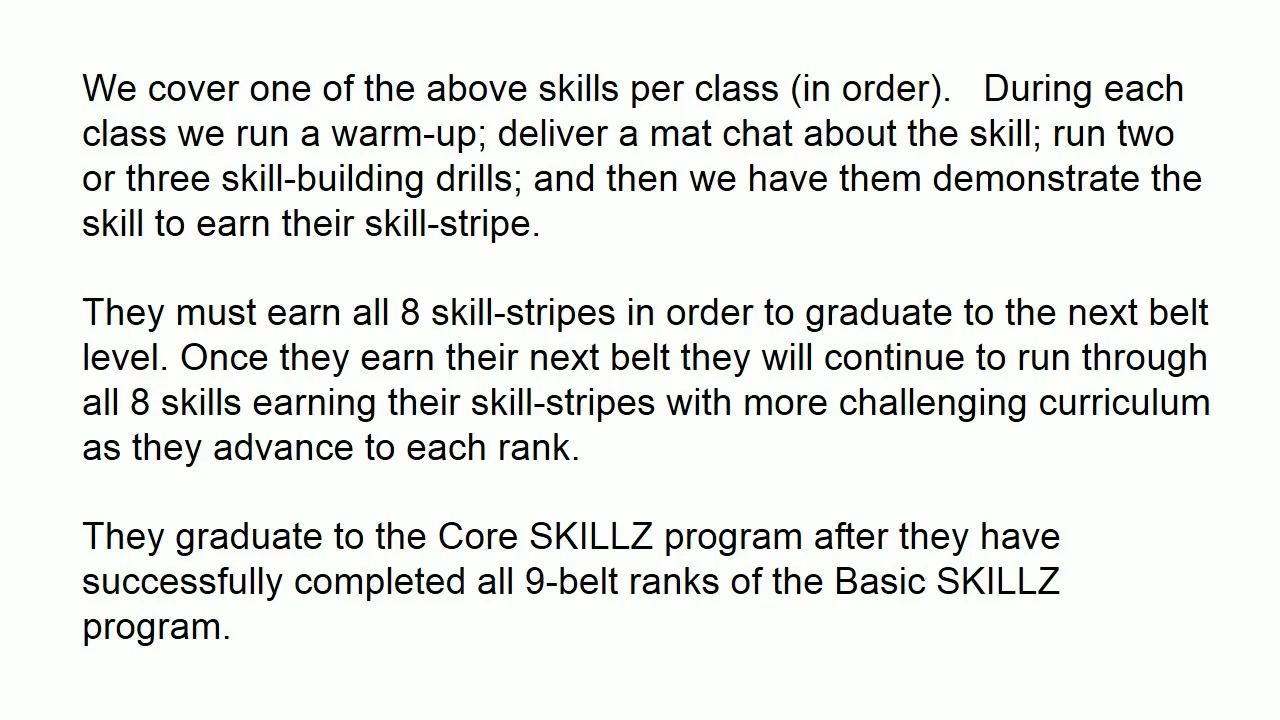 We cover one of the above skills per class (in order).   During each
class we run a warm-up; deliver a mat chat about the skill; run two
or three skill-building drills; and then we have them demonstrate the
skill to earn their skill-stripe.
They must earn all 8 skill-stripes in order to graduate to the next belt
level. Once they earn their next belt they will continue to run through
all 8 skills earning their skill-stripes with more challenging curriculum
as they advance to each rank.
They graduate to the Core SKILLZ program after they have
successfully completed all 9-belt ranks of the Basic SKILLZ
program.